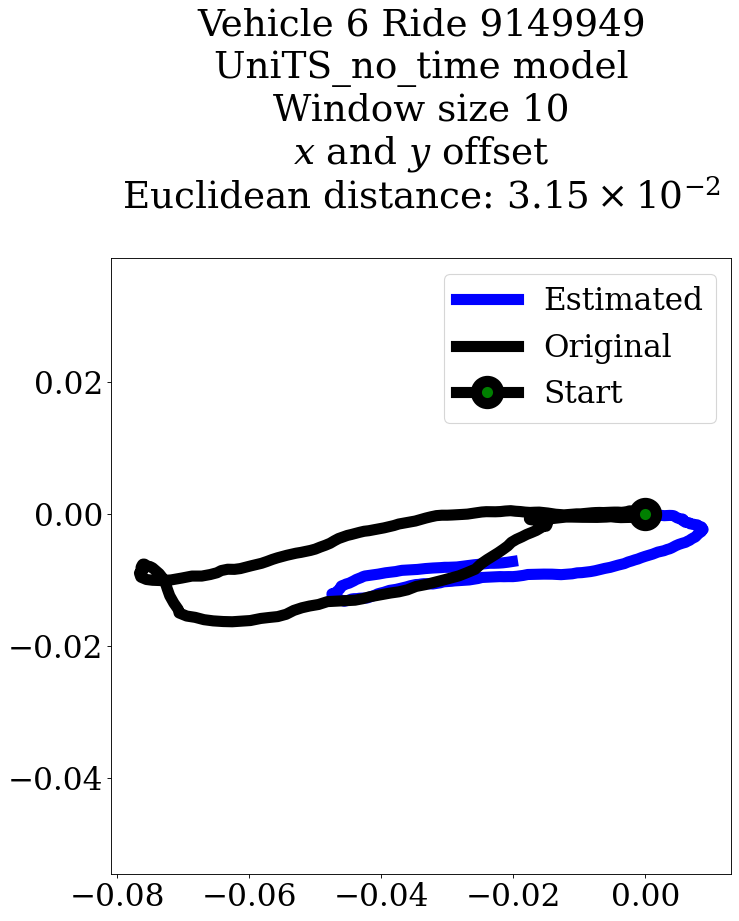 Vehicle 6 Ride 9149949
UniTS_no_time model
Window size 10
x and y offset
Euclidean distance: 3.15 × 10⁻²
Estimated
Original
Start
0.02
0.00
−0.02
−0.04
−0.08 −0.06 −0.04 −0.02 0.00